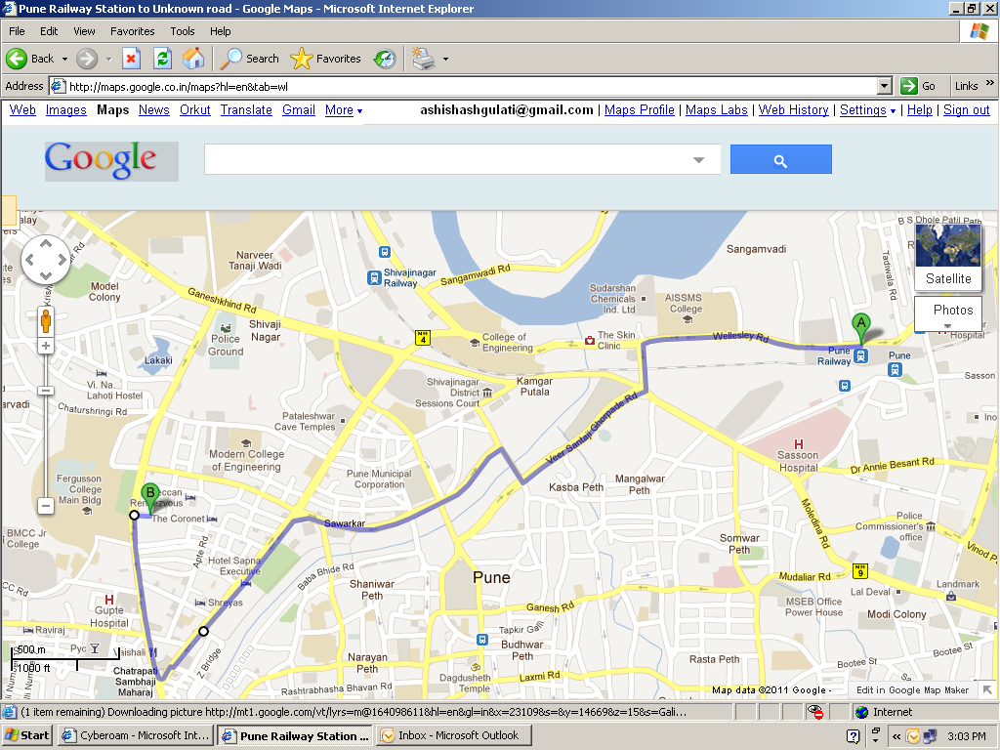 Pune Railway Station to Unknown road - Google Maps - Microsoft Internet Explorer
File Edit View Favorites Tools Help
Back Search Favorites
Address http://maps.google.co.in/maps?hl=en&tab=wl Go Links »
Web Images Maps News Orkut Translate Gmail More ashishashgulati@gmail.com | Maps Profile | Maps Labs | Web History | Settings | Help | Sign out
Google
B S Dhole Patil Path
Satellite
Photos
Tadiwala Rd
Hospital
Narveer
Tanaji Wadi
Model
Colony
Shivajinagar
Railway
Sangamwadi Rd
Sangamvadi
Ganeshkhind Rd
Sudarshan
Chemicals
Ind. Ltd
AISSMS
College
Shivaji
Nagar
Police
Ground
NH
4
College of
Engineering
The Skin
Clinic
Wellesley Rd
A
Pune
Railway
Pune
Sasson
Lakaki
Vi. Na.
Lahoti Hostel
Chaturshringi Rd
Shivajinagar
District
Sessions Court
Kamgar
Putala
Pataleshwar
Cave Temples
Veer Santaji Ghorpade Rd
Modern College
of Engineering
Pune Municipal
Corporation
H
Sassoon
Hospital
Dr Annie Besant Rd
Fergusson
College
Main Bldg
B
Deccan
Rendezvous
The Coronet
Kasba Peth
Mangalwar
Peth
Moledina Rd
Police
Commissioner's
office
BMCC Jr
College
Sawarkar
Apte Rd
Hotel Sapna
Executive
Baba Bhide Rd
Somwar
Peth
Vinod P
Mudaliar Rd
NH
9
CC Rd
Shaniwar
Peth
Pune
Landmark
Lal Deval
H
Gupte
Hospital
Shreyas
Ganesh Rd
MSEB Office
Power House
Modi Colony
Raviraj
Tapkir Gali
Budhwar
Peth
Bootee St
500 m
1000 ft
Vaishali
Z Bridge
Narayan
Peth
Rasta Peth
Chatrapati
Sambhaji
Maharaj
Dagdusheth
Temple
Laxmi Rd
Bootee St
Rashtrabhasha Bhavan Rd
Map data ©2011 Google - Edit in Google Map Maker
(1 item remaining) Downloading picture http://mt1.google.com/vt/lyrs=m@164098611&hl=en&gl=in&x=23109&s=&y=14669&z=15&s=Gali... Internet
Start Cyberoam - Microsoft Int... Pune Railway Station ... Inbox - Microsoft Outlook « 3:03 PM